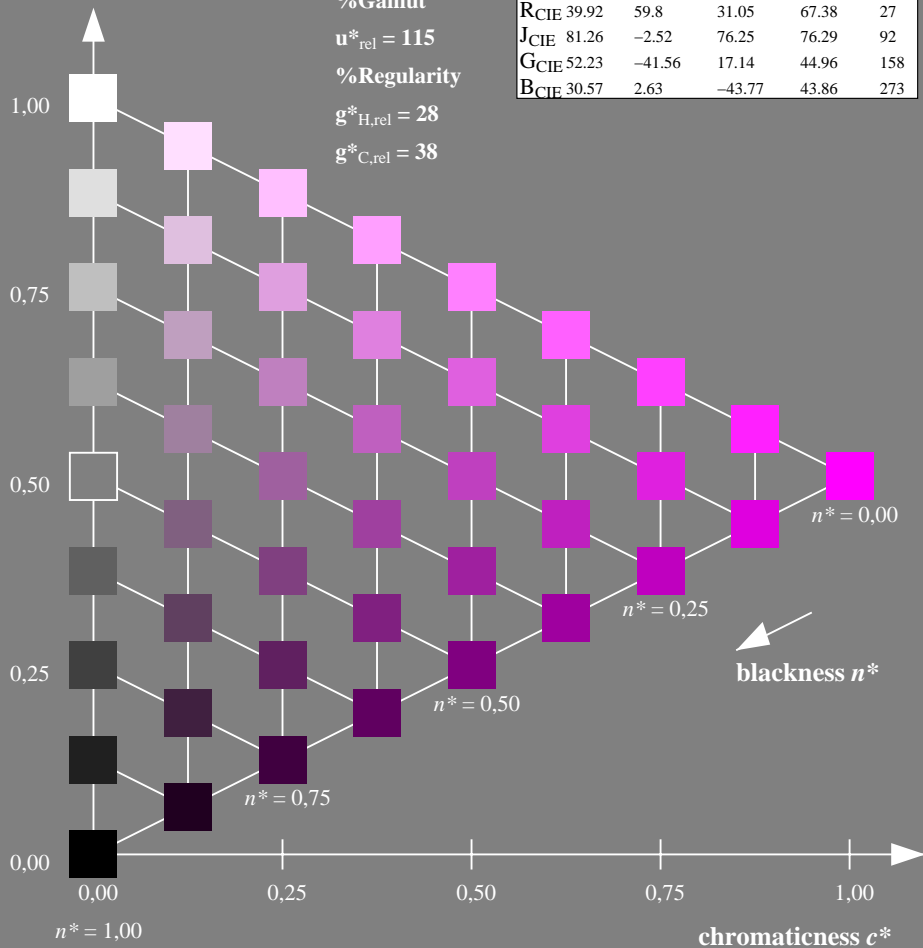 %Gamut
u*rel = 115
%Regularity
g*H,rel = 28
g*C,rel = 38
RCIE 39.92 59.8 31.05 67.38 27
JCIE 81.26 −2.52 76.25 76.29 92
GCIE 52.23 −41.56 17.14 44.96 158
BCIE 30.57 2.63 −43.77 43.86 273
1,00
0,75
0,50
n* = 0,00
n* = 0,25
0,25
blackness n*
n* = 0,50
n* = 0,75
0,00
0,00 0,25 0,50 0,75 1,00
n* = 1,00
chromaticness c*